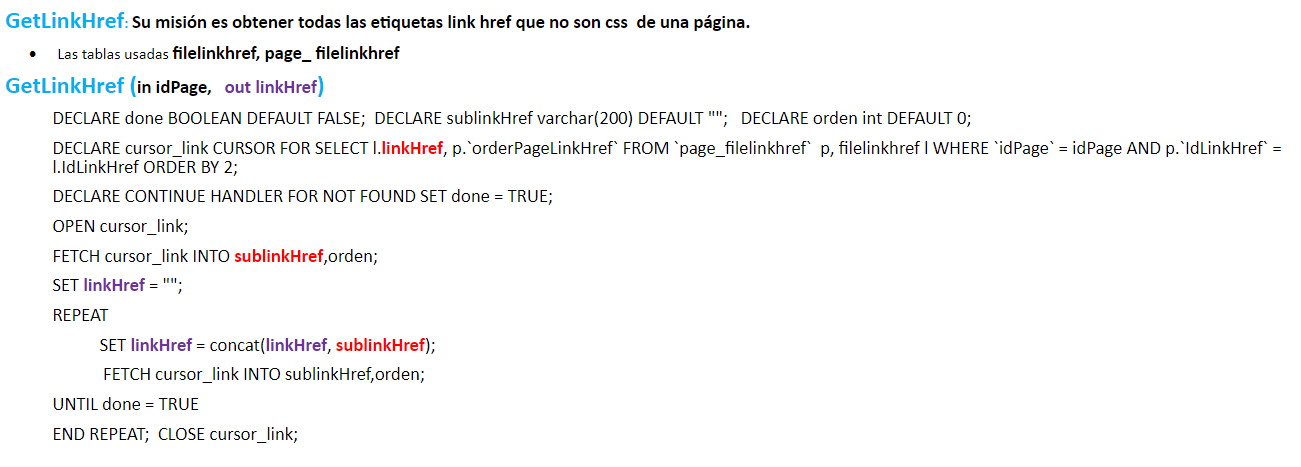 GetLinkHref: Su misión es obtener todas las etiquetas link href que no son css de una página.
• Las tablas usadas filelinkhref, page_ filelinkhref
GetLinkHref (in idPage, out linkHref)
DECLARE done BOOLEAN DEFAULT FALSE; DECLARE sublinkHref varchar(200) DEFAULT ""; DECLARE orden int DEFAULT 0;
DECLARE cursor_link CURSOR FOR SELECT l.linkHref, p.`orderPageLinkHref` FROM `page_filelinkhref` p, filelinkhref l WHERE `idPage` = idPage AND p.`IdLinkHref` =
l.IdLinkHref ORDER BY 2;
DECLARE CONTINUE HANDLER FOR NOT FOUND SET done = TRUE;
OPEN cursor_link;
FETCH cursor_link INTO sublinkHref,orden;
SET linkHref = "";
REPEAT
SET linkHref = concat(linkHref, sublinkHref);
FETCH cursor_link INTO sublinkHref,orden;
UNTIL done = TRUE
END REPEAT; CLOSE cursor_link;